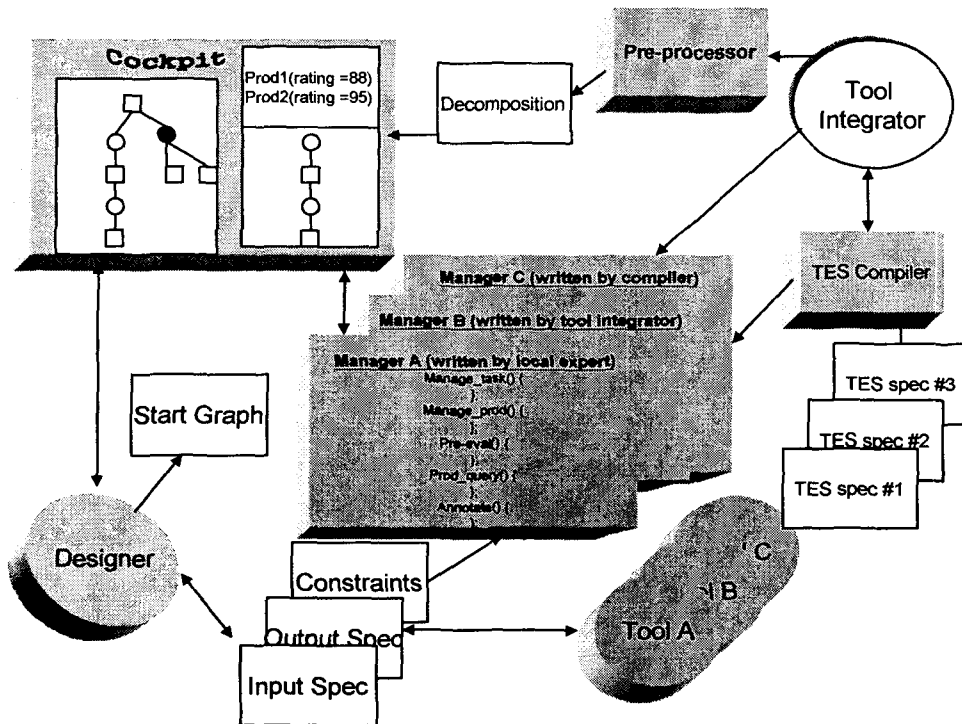 Cockpit
Prod1(rating =88)
Prod2(rating =95)
Decomposition
Pre-processor
Tool
Integrator
TES Compiler
Manager C (written by compiler)
Manager B (written by tool integrator)
Manager A (written by local expert)
Manage_task() {
};
Manage_prod() {
};
Pre-eval() {
};
Prod_query() {
};
Annotate() {
};
TES spec #3
TES spec #2
TES spec #1
Start Graph
Designer
Constraints
Output Spec
Input Spec
C
B
Tool A